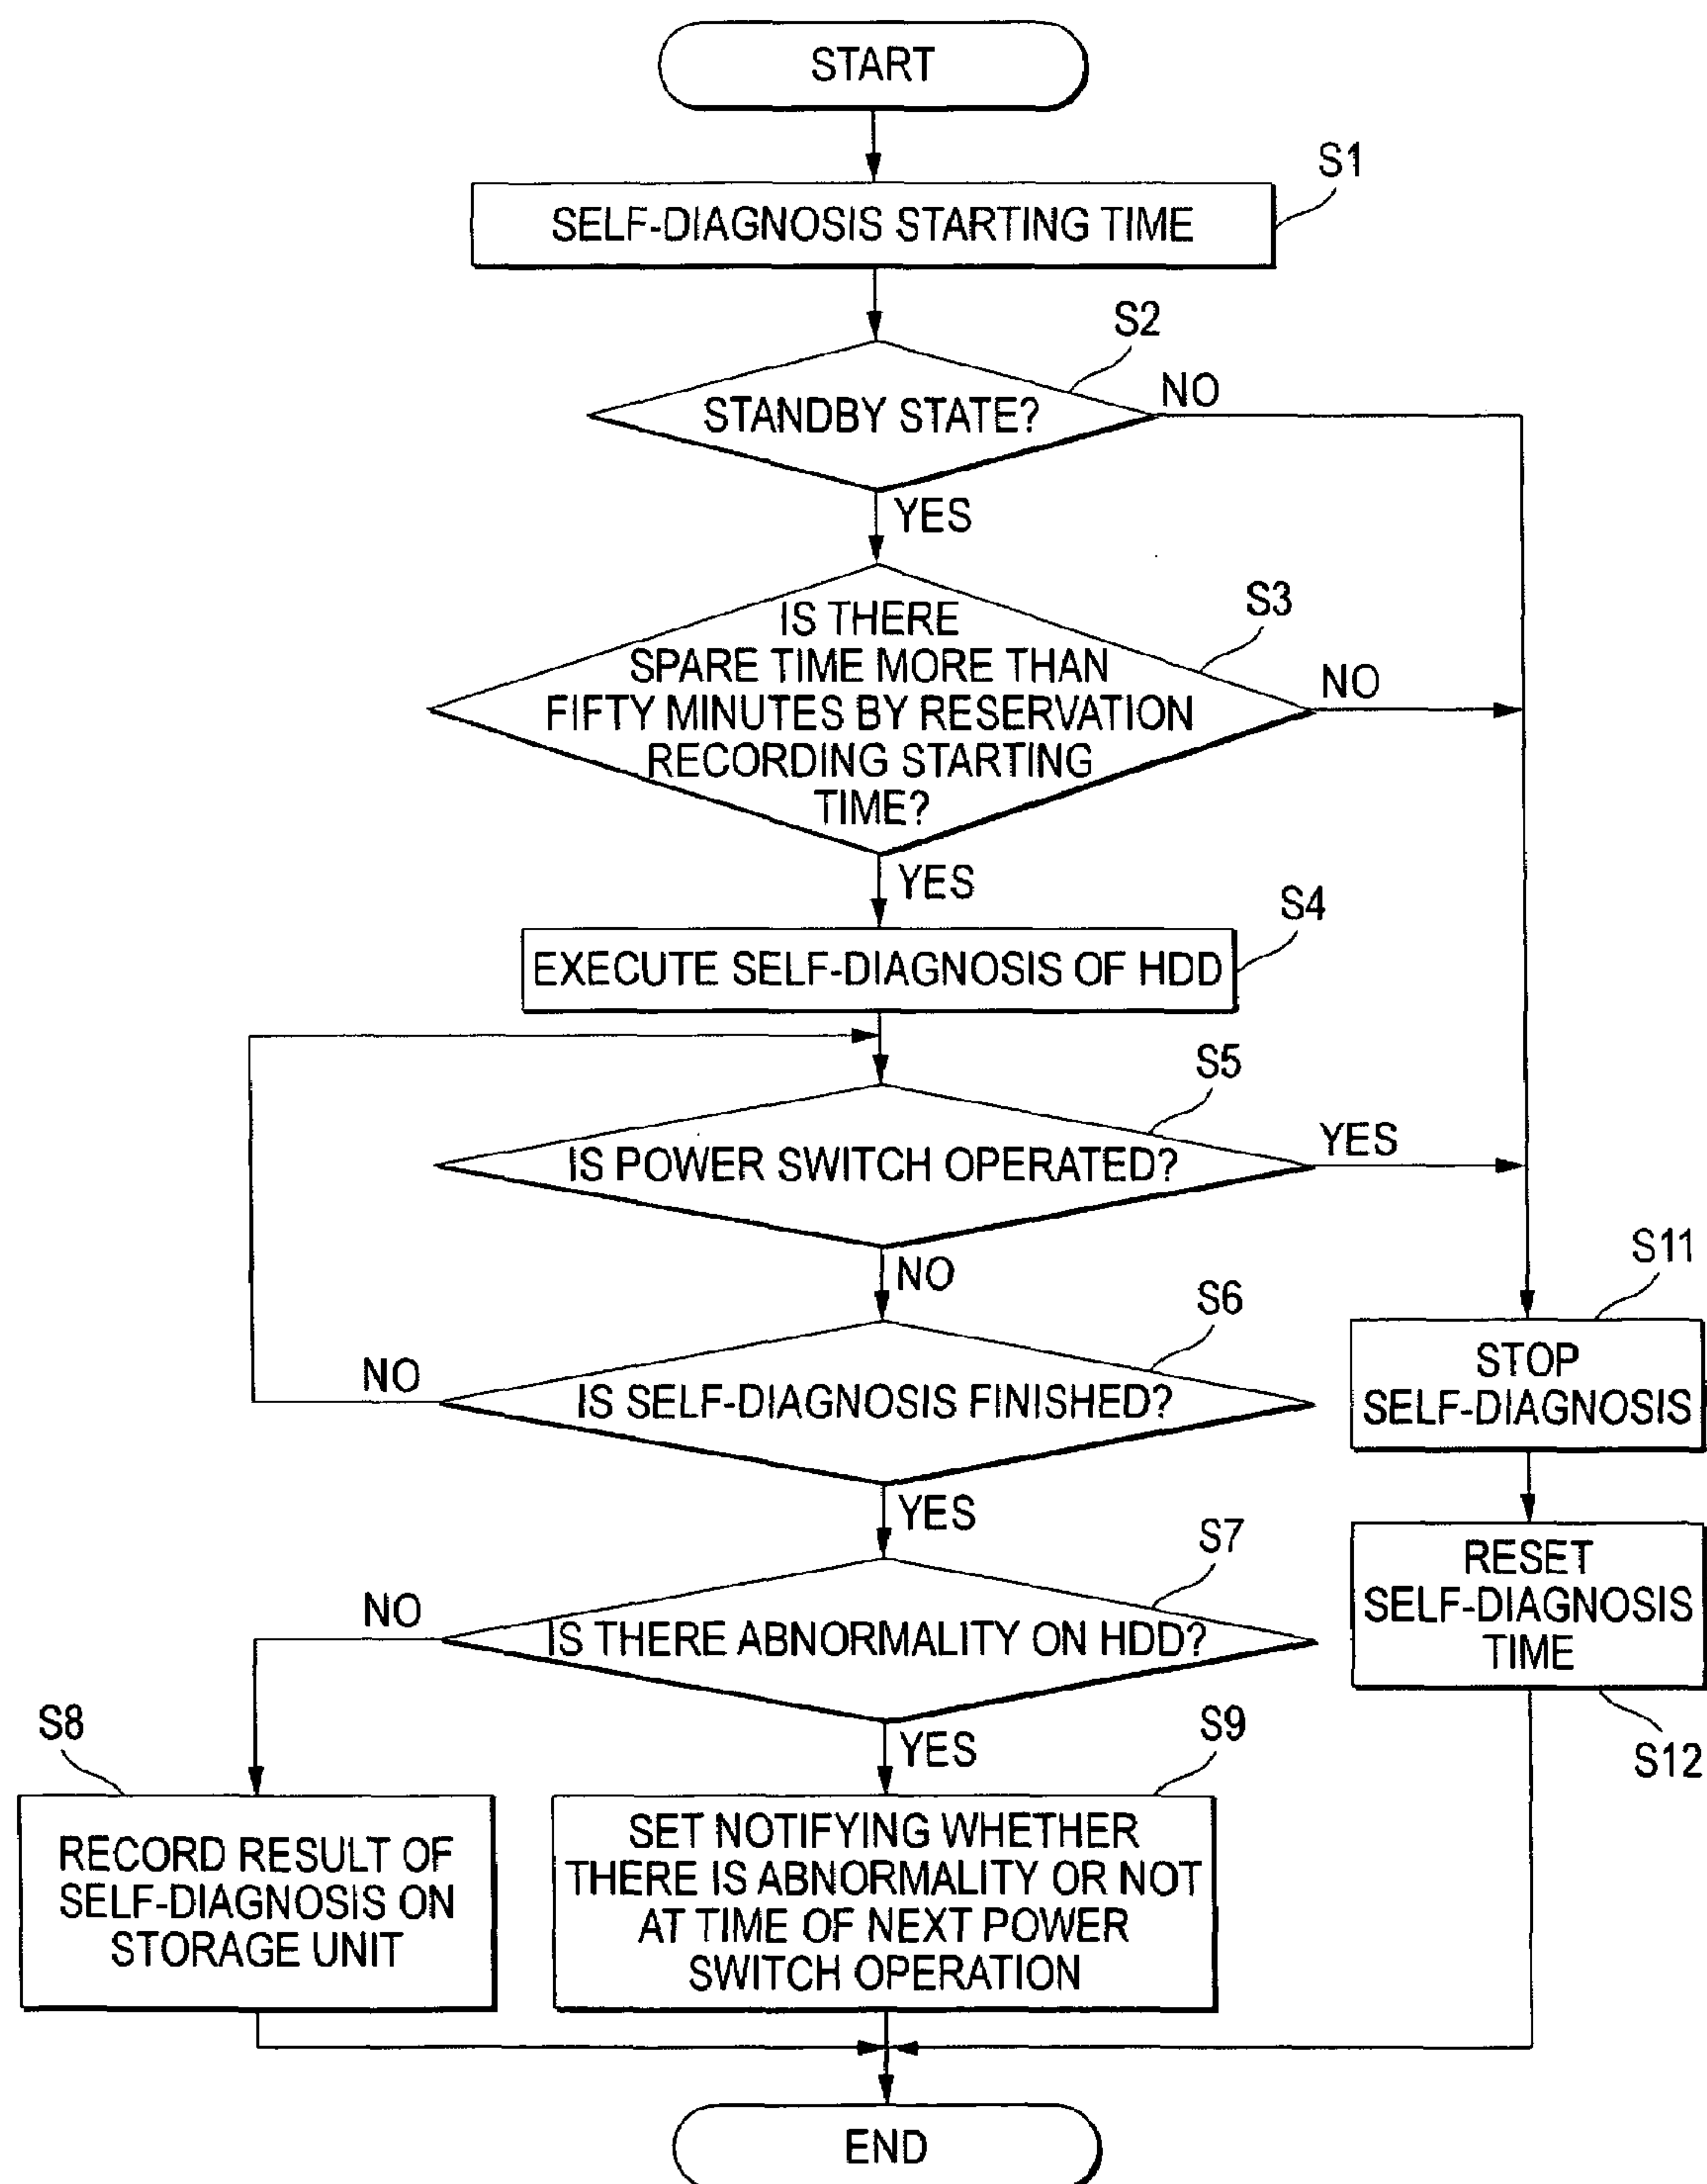 START
S1
SELF-DIAGNOSIS STARTING TIME
S2
STANDBY STATE?
NO
YES
S3
IS THERE
SPARE TIME MORE THAN
FIFTY MINUTES BY RESERVATION
RECORDING STARTING
TIME?
NO
YES
S4
EXECUTE SELF-DIAGNOSIS OF HDD
S5
IS POWER SWITCH OPERATED?
YES
NO
S6
IS SELF-DIAGNOSIS FINISHED?
NO
YES
S11
STOP
SELF-DIAGNOSIS
S7
IS THERE ABNORMALITY ON HDD?
NO
YES
RESET
SELF-DIAGNOSIS
TIME
S12
S8
RECORD RESULT OF
SELF-DIAGNOSIS ON
STORAGE UNIT
S9
SET NOTIFYING WHETHER
THERE IS ABNORMALITY OR NOT
AT TIME OF NEXT POWER
SWITCH OPERATION
END